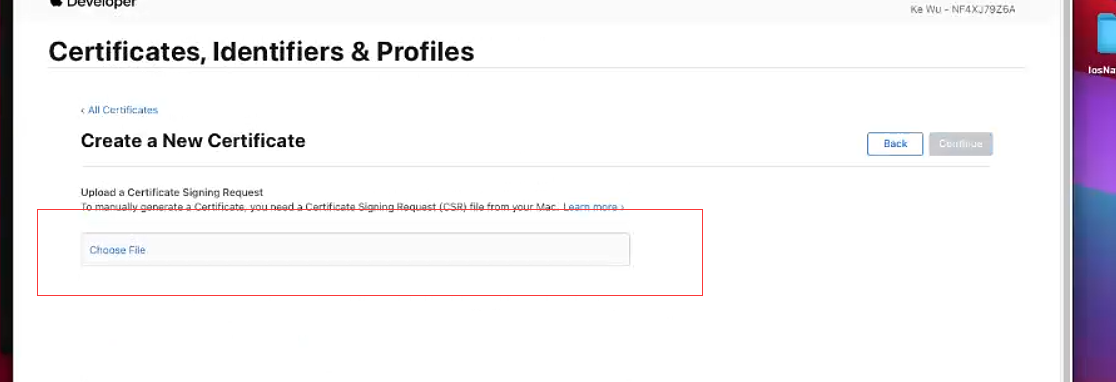 Developer
Ke Wu - NF4XJ79Z6A
Certificates, Identifiers & Profiles
‹ All Certificates
Create a New Certificate
Back
Continue
Upload a Certificate Signing Request
To manually generate a Certificate, you need a Certificate Signing Request (CSR) file from your Mac. Learn more ›
Choose File
IosNa